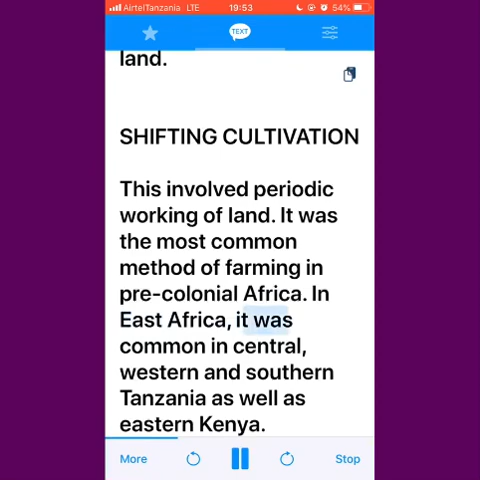 AirtelTanzania LTE 19:53 54%
TEXT
land.
SHIFTING CULTIVATION
This involved periodic
working of land. It was
the most common
method of farming in
pre-colonial Africa. In
East Africa, it was
common in central,
western and southern
Tanzania as well as
eastern Kenya.
More Stop